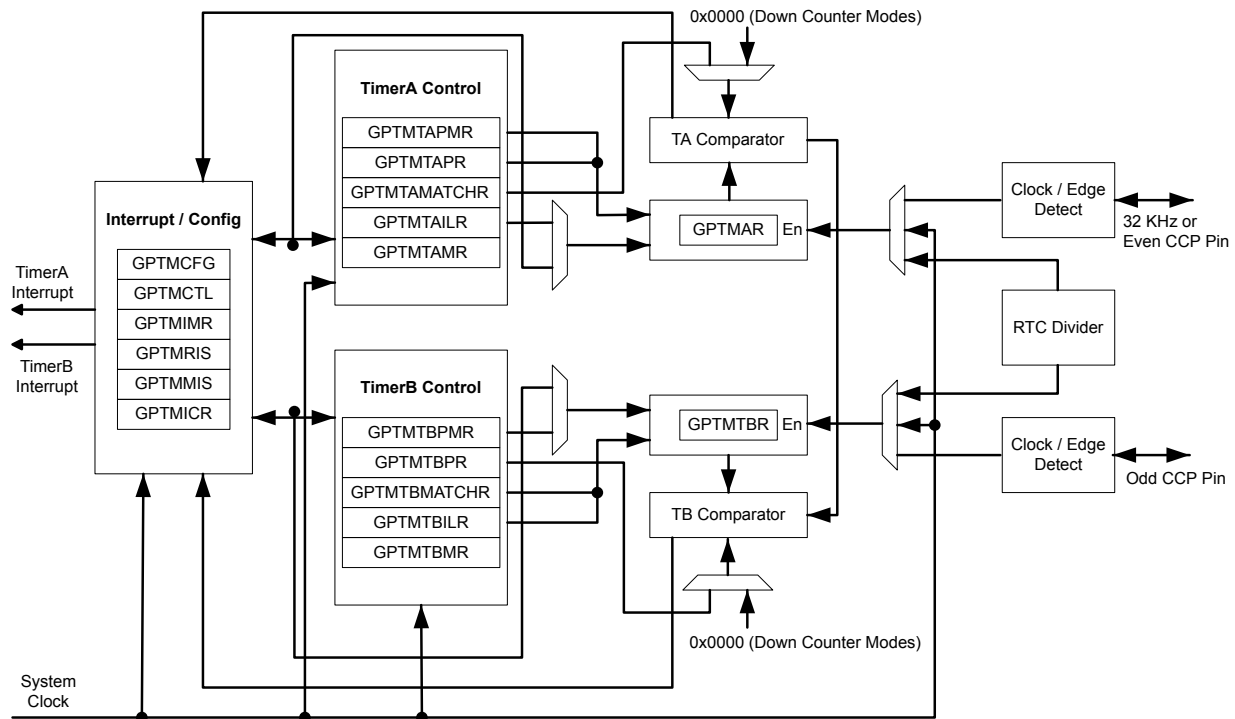 0x0000 (Down Counter Modes)
TimerA Control
GPTMTAPMR
GPTMTAPR
GPTMTAMATCHR
GPTMTAILR
GPTMTAMR
TA Comparator
GPTMAR
En
Clock / Edge
Detect
32 KHz or
Even CCP Pin
Interrupt / Config
GPTMCFG
GPTMCTL
GPTMIMR
GPTMRIS
GPTMMIS
GPTMICR
TimerA
Interrupt
TimerB
Interrupt
RTC Divider
TimerB Control
GPTMTBPMR
GPTMTBPR
GPTMTBMATCHR
GPTMTBILR
GPTMTBMR
GPTMTBR
En
TB Comparator
Clock / Edge
Detect
Odd CCP Pin
0x0000 (Down Counter Modes)
System
Clock